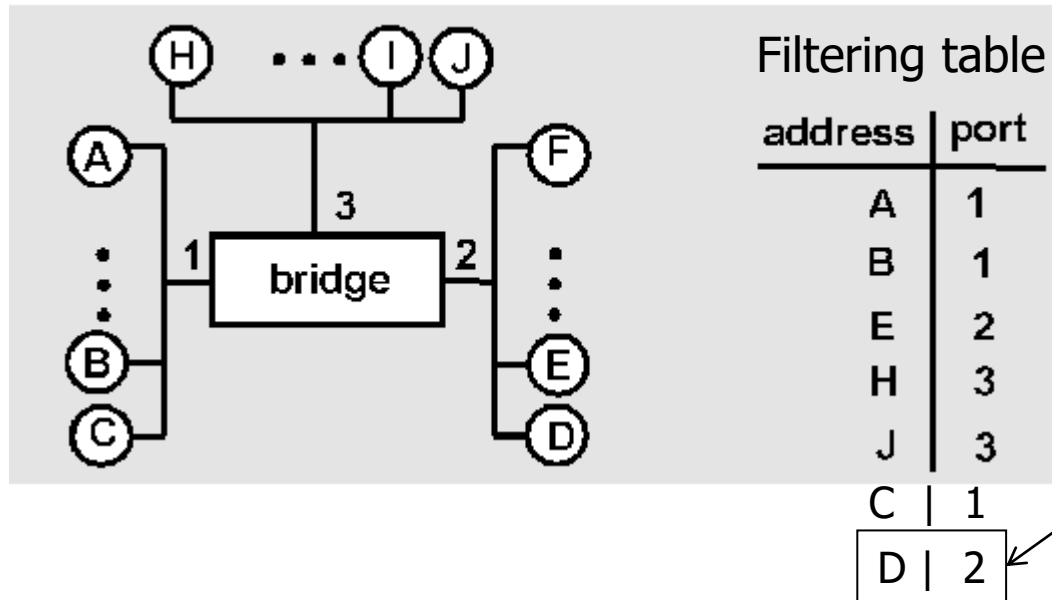 H ••• I J
A
F
3
1
2
bridge
B
E
C
D
Filtering table
address | port
A | 1
B | 1
E | 2
H | 3
J | 3
C | 1
D | 2